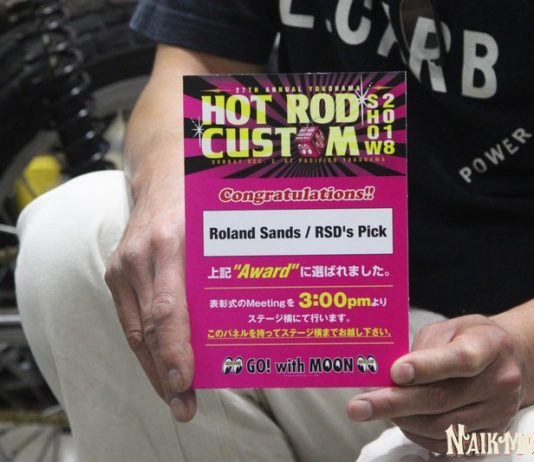 ECXRB
POWER
27TH ANNUAL YOKOHAMA
HOT ROD
CUSTOM
SHOW
2018
SUNDAY DEC. 2, AT PACIFICO YOKOHAMA
Congratulations!!
Roland Sands / RSD's Pick
上記"Award"に選ばれました。
表彰式のMeetingを 3:00pmより
ステージ横にて行います。
このパネルを持ってステージ横までお越し下さい。
GO! with MOON